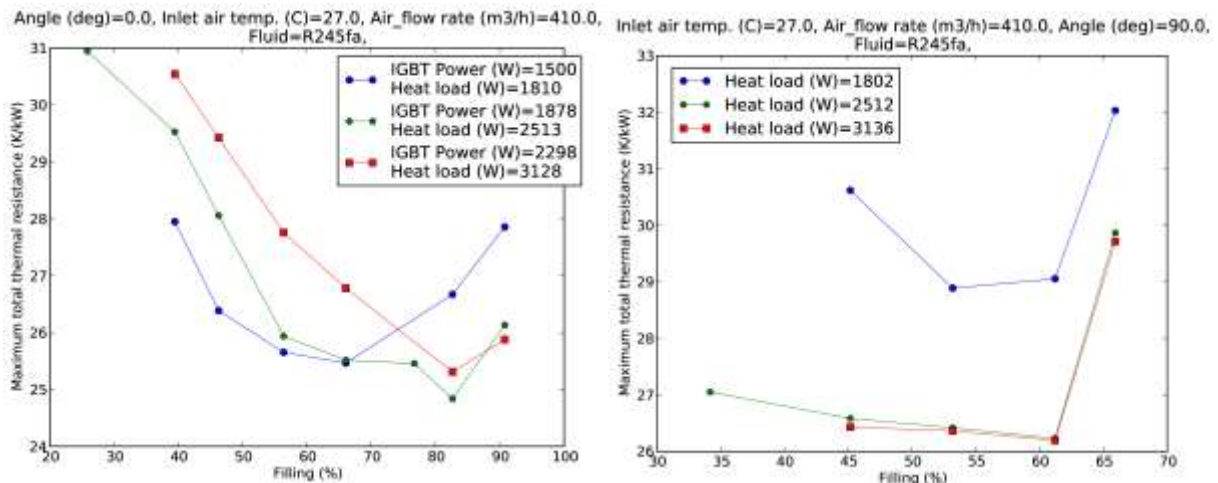 Angle (deg)=0.0, Inlet air temp. (C)=27.0, Air_flow rate (m3/h)=410.0,
Fluid=R245fa,
31
30
29
28
27
26
25
24
Maximum total thermal resistance (K/kW)
IGBT Power (W)=1500
Heat load (W)=1810
IGBT Power (W)=1878
Heat load (W)=2513
IGBT Power (W)=2298
Heat load (W)=3128
20 30 40 50 60 70 80 90 100
Filling (%)
Inlet air temp. (C)=27.0, Air_flow rate (m3/h)=410.0, Angle (deg)=90.0,
Fluid=R245fa,
33
32
31
30
29
28
27
26
Maximum total thermal resistance (K/kW)
Heat load (W)=1802
Heat load (W)=2512
Heat load (W)=3136
30 35 40 45 50 55 60 65 70
Filling (%)